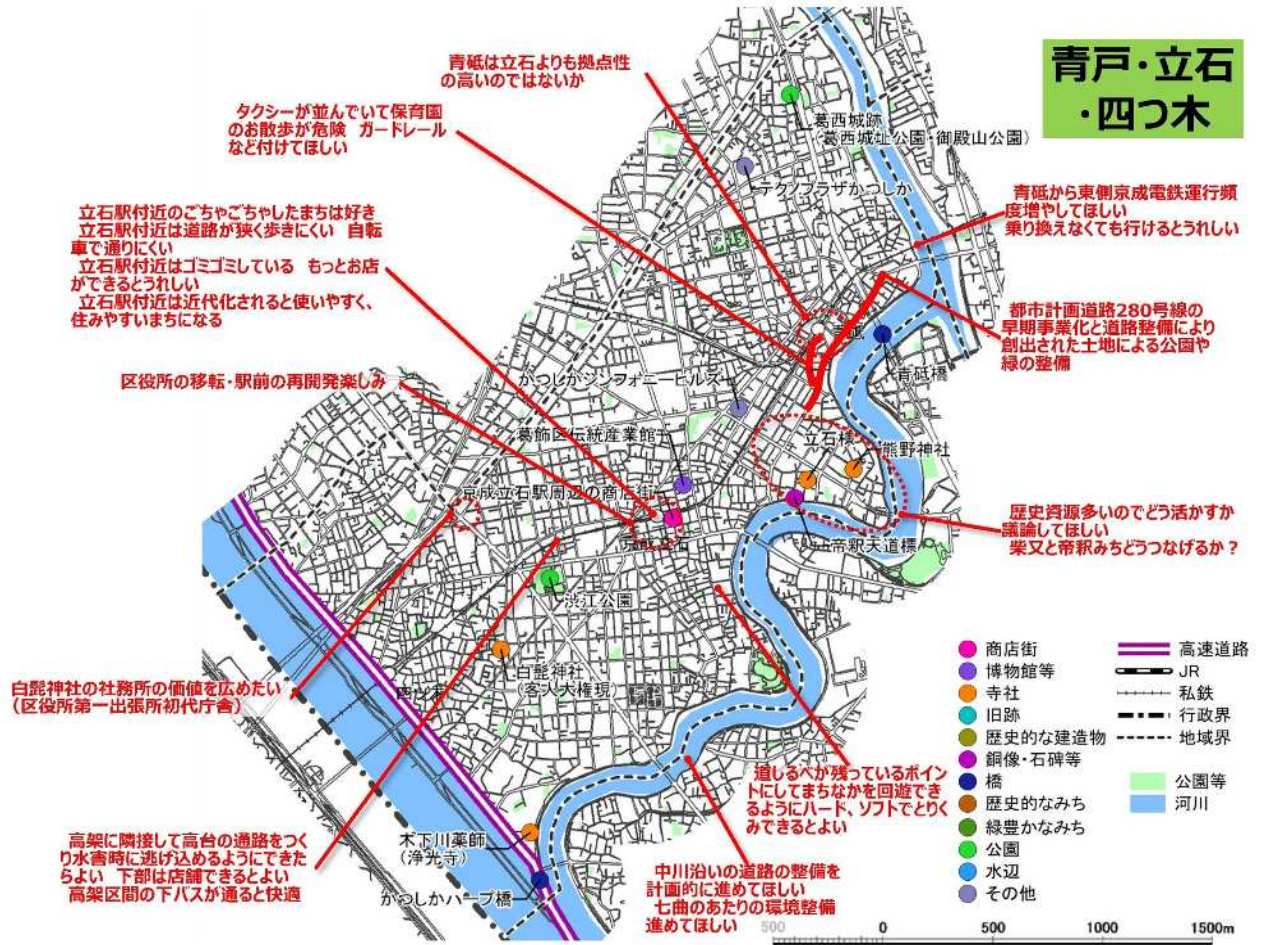 青戸・立石
・四つ木
青砥は立石よりも拠点性
の高いのではないか
タクシーが並んでいて保育園
のお散歩が危険 ガードレール
など付けてほしい
葛西城跡
(葛西城址公園・御殿山公園)
テクノプラザかつしか
立石駅付近のごちゃごちゃしたまちは好き
立石駅付近は道路が狭く歩きにくい 自転
車で通りにくい
立石駅付近はゴミゴミしている もっとお店
ができるとうれしい
立石駅付近は近代化されると使いやすく、
住みやすいまちになる
青砥から東側京成電鉄運行頻
度増やしてほしい
乗り換えなくても行けるとうれしい
都市計画道路280号線の
早期事業化と道路整備により
創出された土地による公園や
緑の整備
青砥
青砥橋
区役所の移転・駅前の再開発楽しみ
かつしかシンフォニーヒルズ
葛飾区伝統産業館
立石様
熊野神社
京成立石駅周辺の商店街
帝釈天道標
歴史資源多いのでどう活かすか
議論してほしい
柴又と帝釈みちどうつなげるか?
渋江公園
白髭神社
(客人大権現)
四ツ木
白髭神社の社務所の価値を広めたい
(区役所第一出張所初代庁舎)
道しるべが残っているポイン
トにしてまちなかを回遊でき
るようにハード、ソフトでとりく
みできるとよい
高架に隣接して高台の通路をつく
り水害時に逃げ込めるようにできた
らよい 下部は店舗できるとよい
高架区間の下バスが通ると快適
木下川薬師
(浄光寺)
かつしかハープ橋
中川沿いの道路の整備を
計画的に進めてほしい
七曲のあたりの環境整備
進めてほしい
商店街
博物館等
寺社
旧跡
歴史的な建造物
銅像・石碑等
橋
歴史的なみち
緑豊かなみち
公園
水辺
その他
高速道路
JR
私鉄
行政界
地域界
公園等
河川
500 0 500 1000 1500m